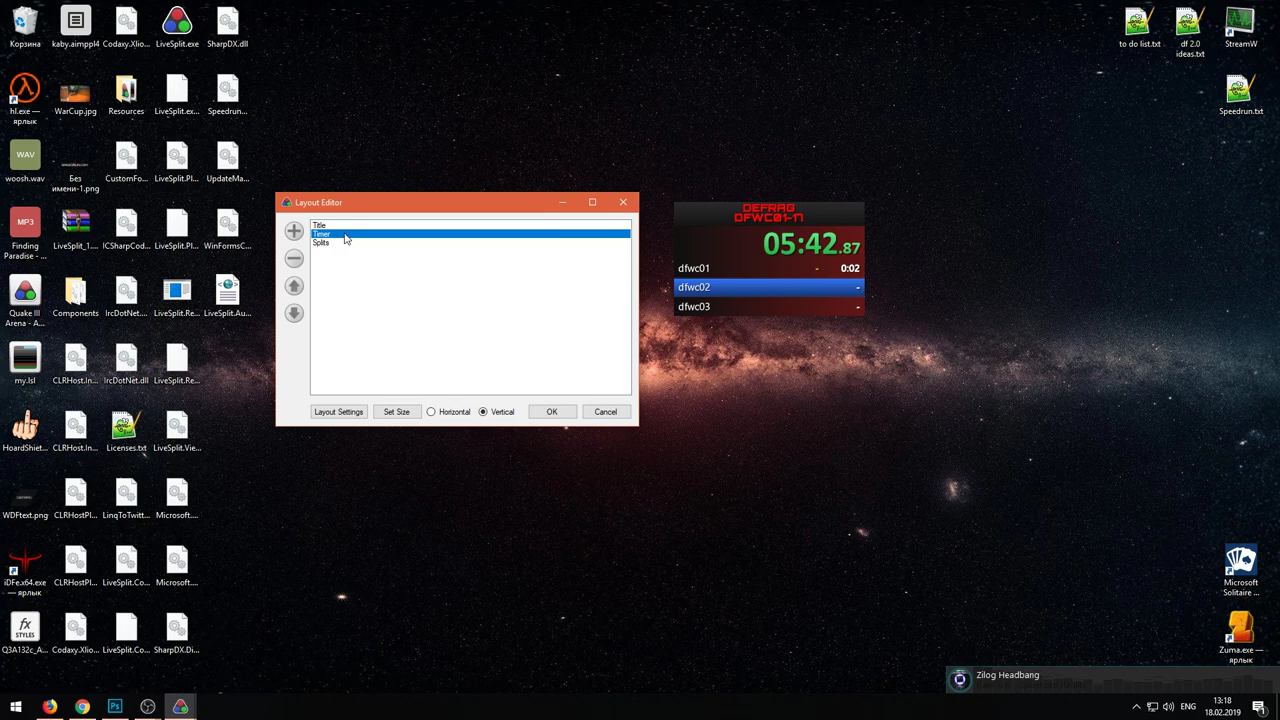 Корзина
kaby.aimppl4
Codaxy.Xlio...
LiveSplit.exe
SharpDX.dll
to do list.txt
df 2.0
ideas.txt
StreamW
hl.exe —
ярлык
WarCup.jpg
Resources
LiveSplit.ex...
Speedrun...
Speedrun.txt
WAV
woosh.wav
Без
имени-1.png
CustomFo...
LiveSplit.Pl...
UpdateMa...
Layout Editor
Title
Timer
Splits
DEFRAG
DFWC01-17
05:42.87
dfwc01
-
0:02
dfwc02
-
dfwc03
-
MP3
Finding
Paradise - ...
LiveSplit_1....
ICSharpCod...
LiveSplit.Pl...
WinFormsC...
Quake III
Arena - A...
Components
IrcDotNet....
LiveSplit.Re...
LiveSplit.Au...
my.lsl
CLRHost.In...
IrcDotNet.dll
LiveSplit.Re...
Layout Settings
Set Size
Horizontal
Vertical
OK
Cancel
HoardShiet...
CLRHost.In...
Licenses.txt
LiveSplit.Vie...
WDFtext.png
CLRHostPl...
LinqToTwitt...
Microsoft....
iDFe.x64.exe
— ярлык
CLRHostPl...
LiveSplit.Co...
Microsoft....
Microsoft
Solitaire ...
fx
STYLES
Q3A132c_A...
Codaxy.Xlio...
LiveSplit.Co...
SharpDX.Di...
Zuma.exe —
ярлык
Zilog Headbang
Ps
ENG
13:18
18.02.2019
1